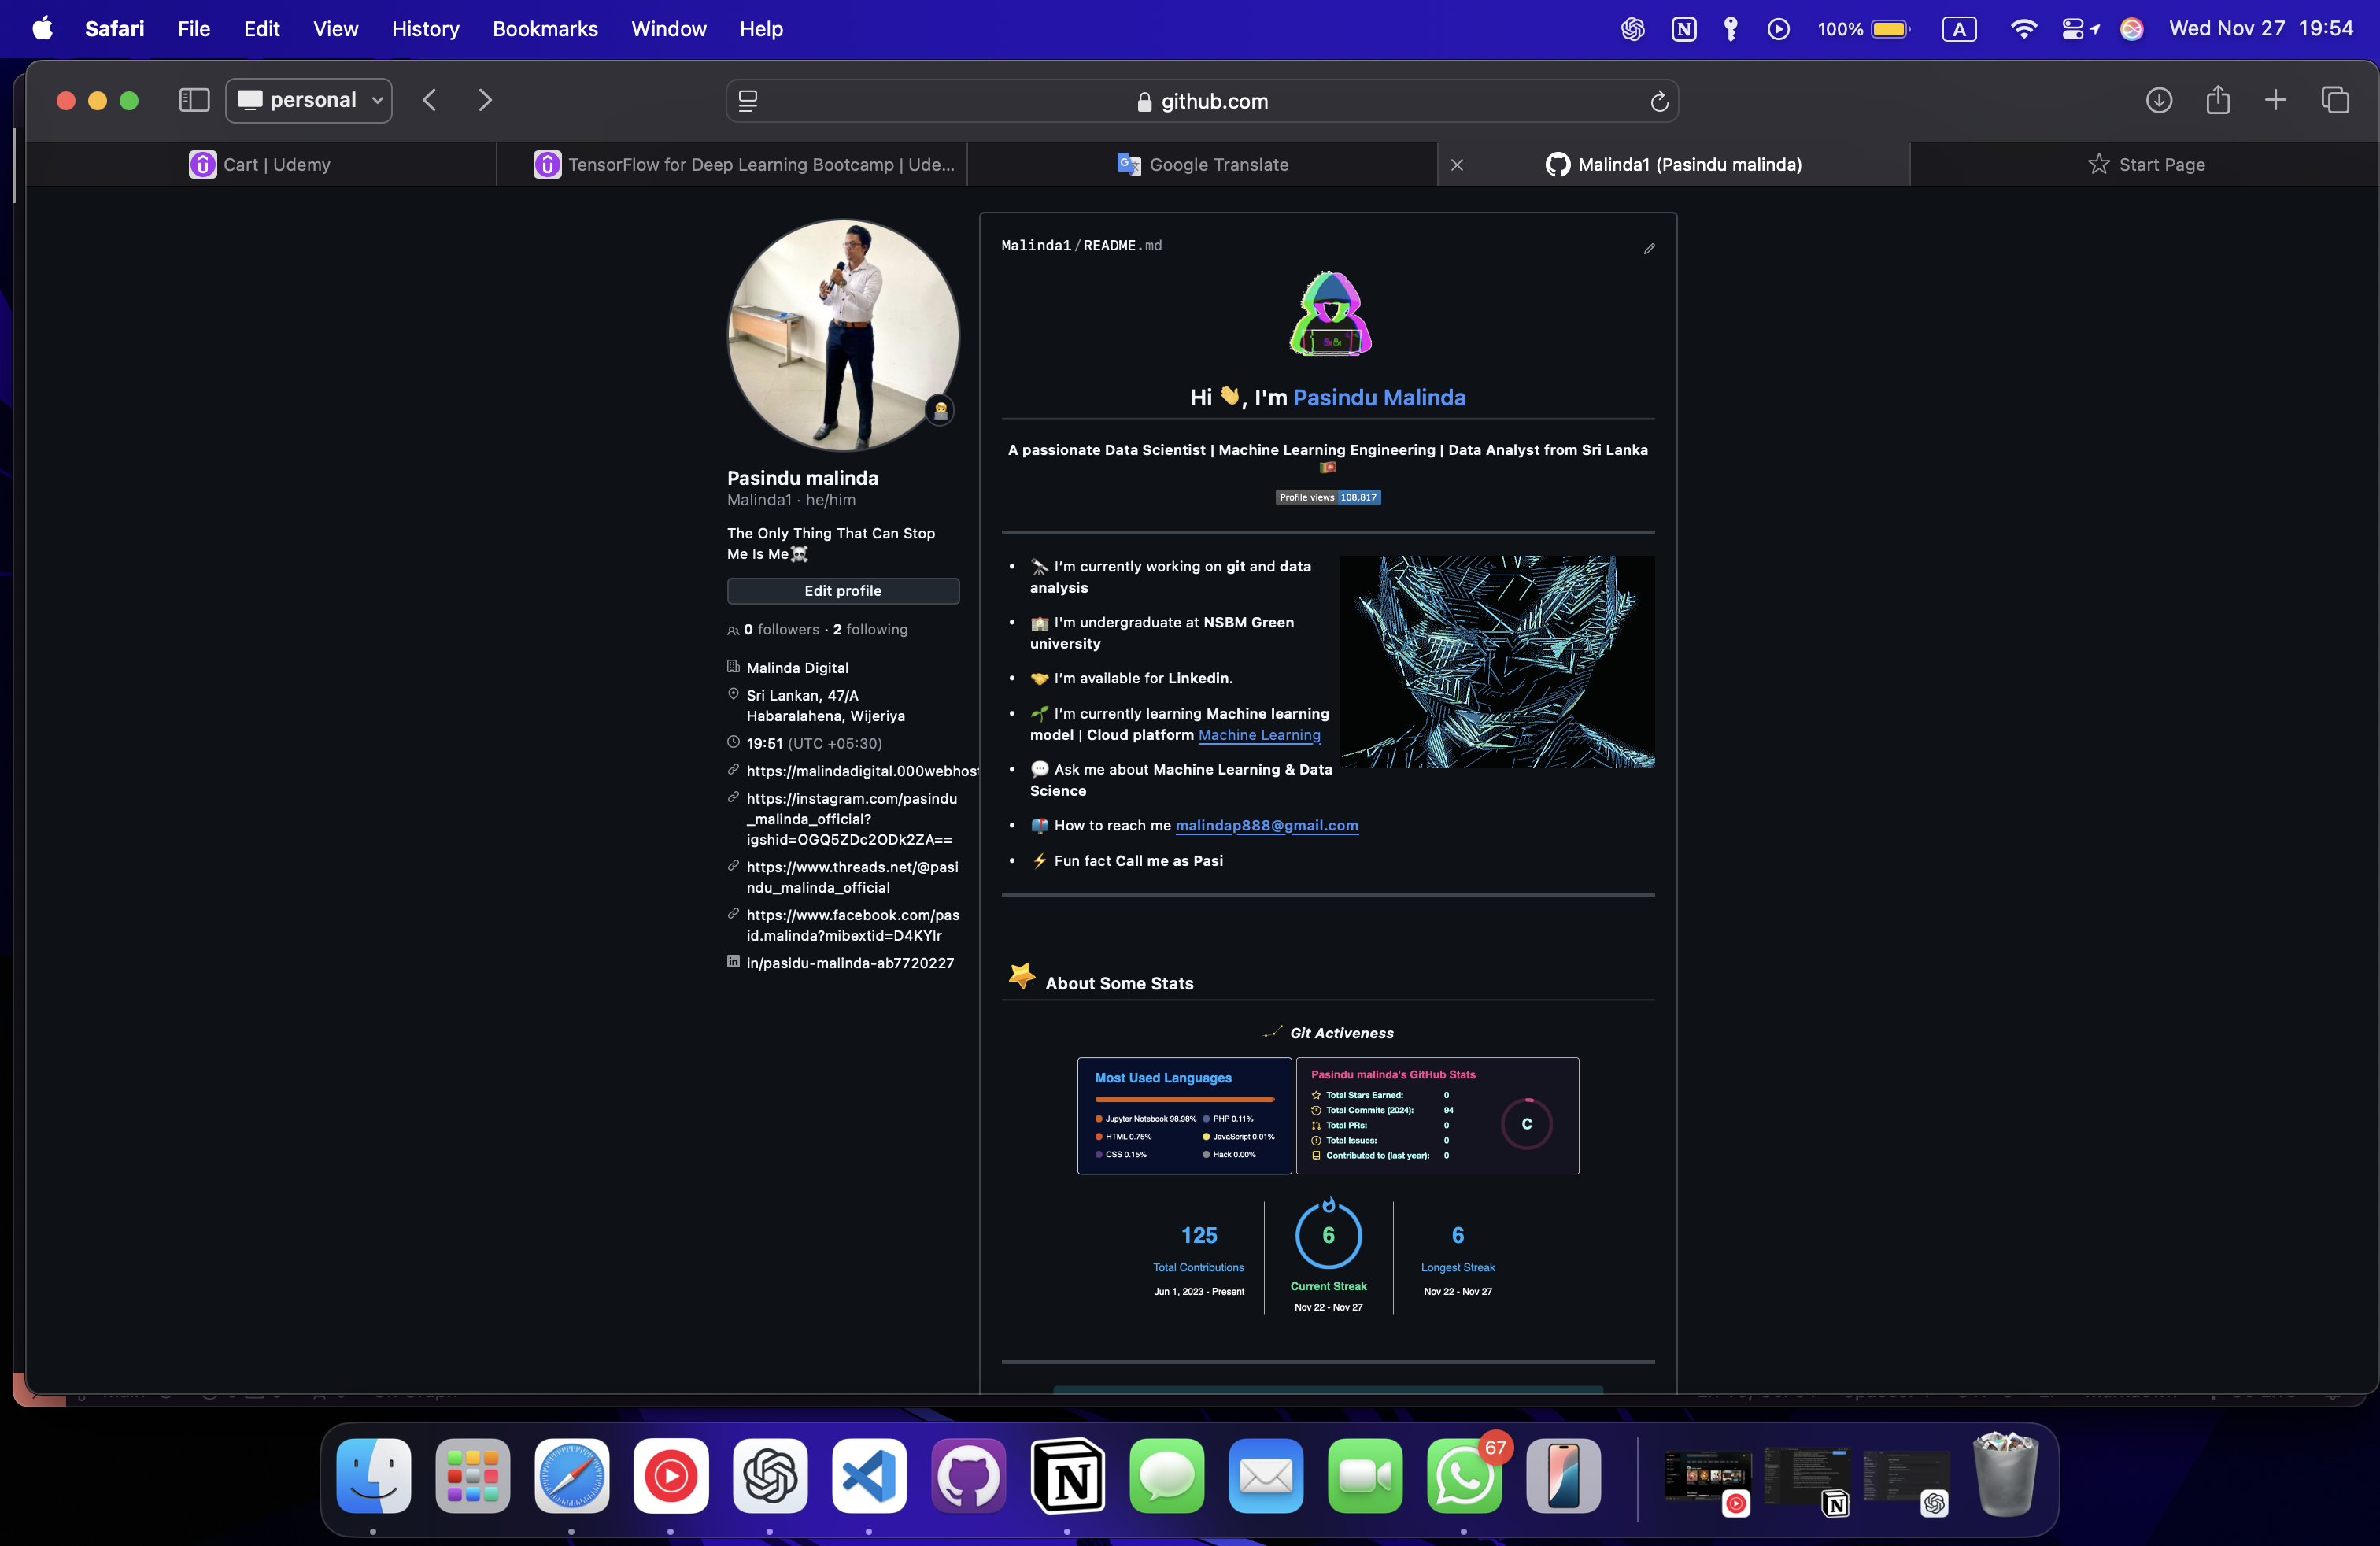 Safari File Edit View History Bookmarks Window Help 100% A Wed Nov 27 19:54
personal github.com
Cart | Udemy TensorFlow for Deep Learning Bootcamp | Ude... Google Translate Malinda1 (Pasindu malinda) Start Page
Pasindu malinda
Malinda1 · he/him
The Only Thing That Can Stop
Me Is Me☠️
Edit profile
0 followers · 2 following
Malinda Digital
Sri Lankan, 47/A
Habaralahena, Wijeriya
19:51 (UTC +05:30)
https://malindadigital.000webhost
https://instagram.com/pasindu
_malinda_official?
igshid=OGQ5ZDc2ODk2ZA==
https://www.threads.net/@pasi
ndu_malinda_official
https://www.facebook.com/pas
id.malinda?mibextid=D4KYlr
in/pasidu-malinda-ab7720227
Malinda1/README.md
Hi 👋, I'm Pasindu Malinda
A passionate Data Scientist | Machine Learning Engineering | Data Analyst from Sri Lanka
🇱🇰
Profile views 108,817
• 🔭 I'm currently working on git and data
analysis
• 🏫 I'm undergraduate at NSBM Green
university
• 🤝 I'm available for Linkedin.
• 🌱 I'm currently learning Machine learning
model | Cloud platform Machine Learning
• 💬 Ask me about Machine Learning & Data
Science
• 📫 How to reach me malindap888@gmail.com
• ⚡ Fun fact Call me as Pasi
About Some Stats
Git Activeness
Most Used Languages
Jupyter Notebook 98.98% PHP 0.11%
HTML 0.75% JavaScript 0.01%
CSS 0.15% Hack 0.00%
Pasindu malinda's GitHub Stats
Total Stars Earned: 0
Total Commits (2024): 94
Total PRs: 0
Total Issues: 0
Contributed to (last year): 0
C
125
Total Contributions
Jun 1, 2023 - Present
6
Current Streak
Nov 22 - Nov 27
6
Longest Streak
Nov 22 - Nov 27
67